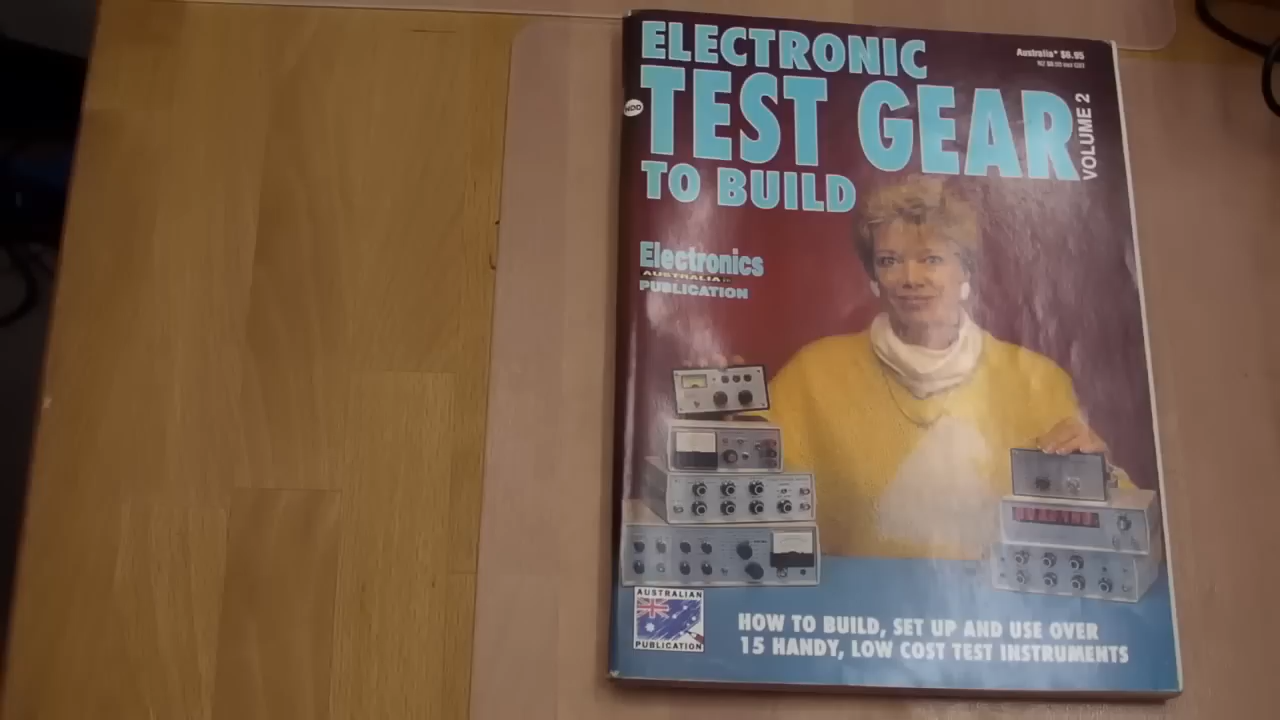 ELECTRONIC
TEST GEAR
TO BUILD
VOLUME 2
Australia* $6.95
HDD
Electronics
AUSTRALIA
PUBLICATION
AUSTRALIAN
PUBLICATION
HOW TO BUILD, SET UP AND USE OVER
15 HANDY, LOW COST TEST INSTRUMENTS